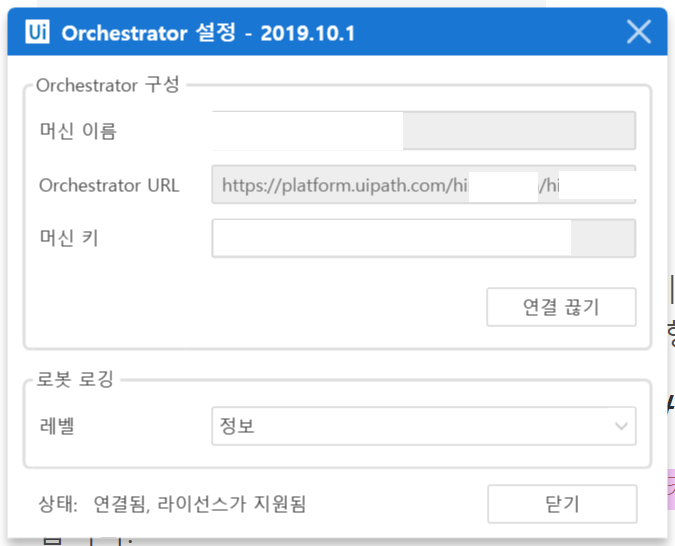 Ui Orchestrator 설정 - 2019.10.1
Orchestrator 구성
머신 이름
Orchestrator URL https://platform.uipath.com/hi /hi
머신 키
연결 끊기
로봇 로깅
레벨 정보
상태: 연결됨, 라이선스가 지원됨 닫기